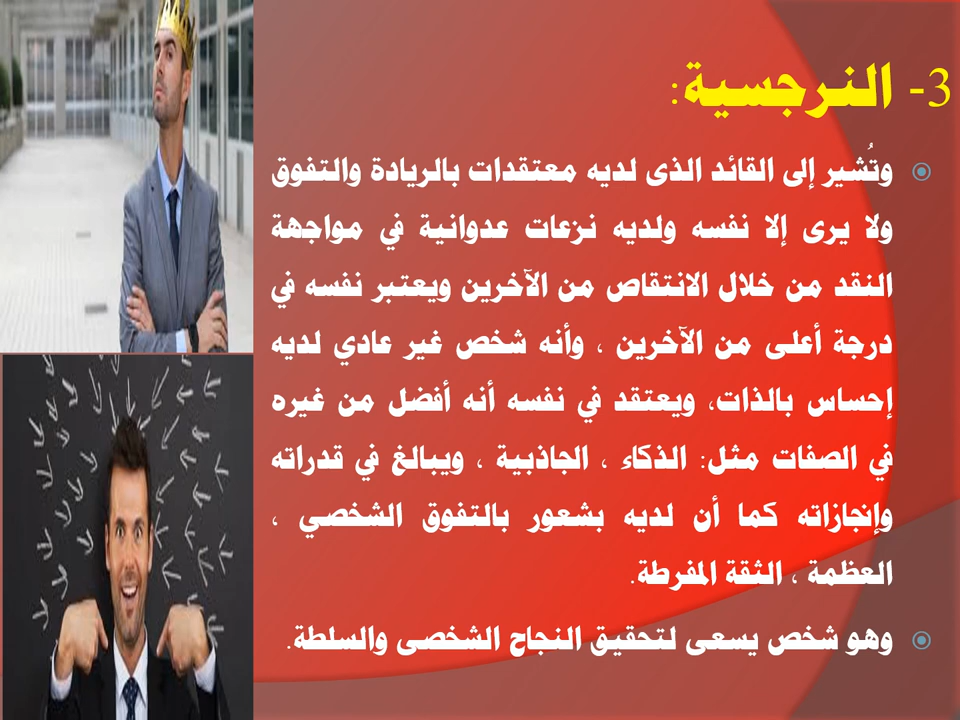 3- النرجسية:
وتُشير إلى القائد الذى لديه معتقدات بالريادة والتفوق
ولا يرى إلا نفسه ولديه نزعات عدوانية في مواجهة
النقد من خلال الانتقاص من الآخرين ويعتبر نفسه في
درجة أعلى من الآخرين ، وأنه شخص غير عادي لديه
إحساس بالذات، ويعتقد في نفسه أنه أفضل من غيره
في الصفات مثل: الذكاء ، الجاذبية ، ويبالغ في قدراته
وإنجازاته كما أن لديه بشعور بالتفوق الشخصي ،
العظمة ، الثقة المفرطة.
وهو شخص يسعى لتحقيق النجاح الشخصى والسلطة.